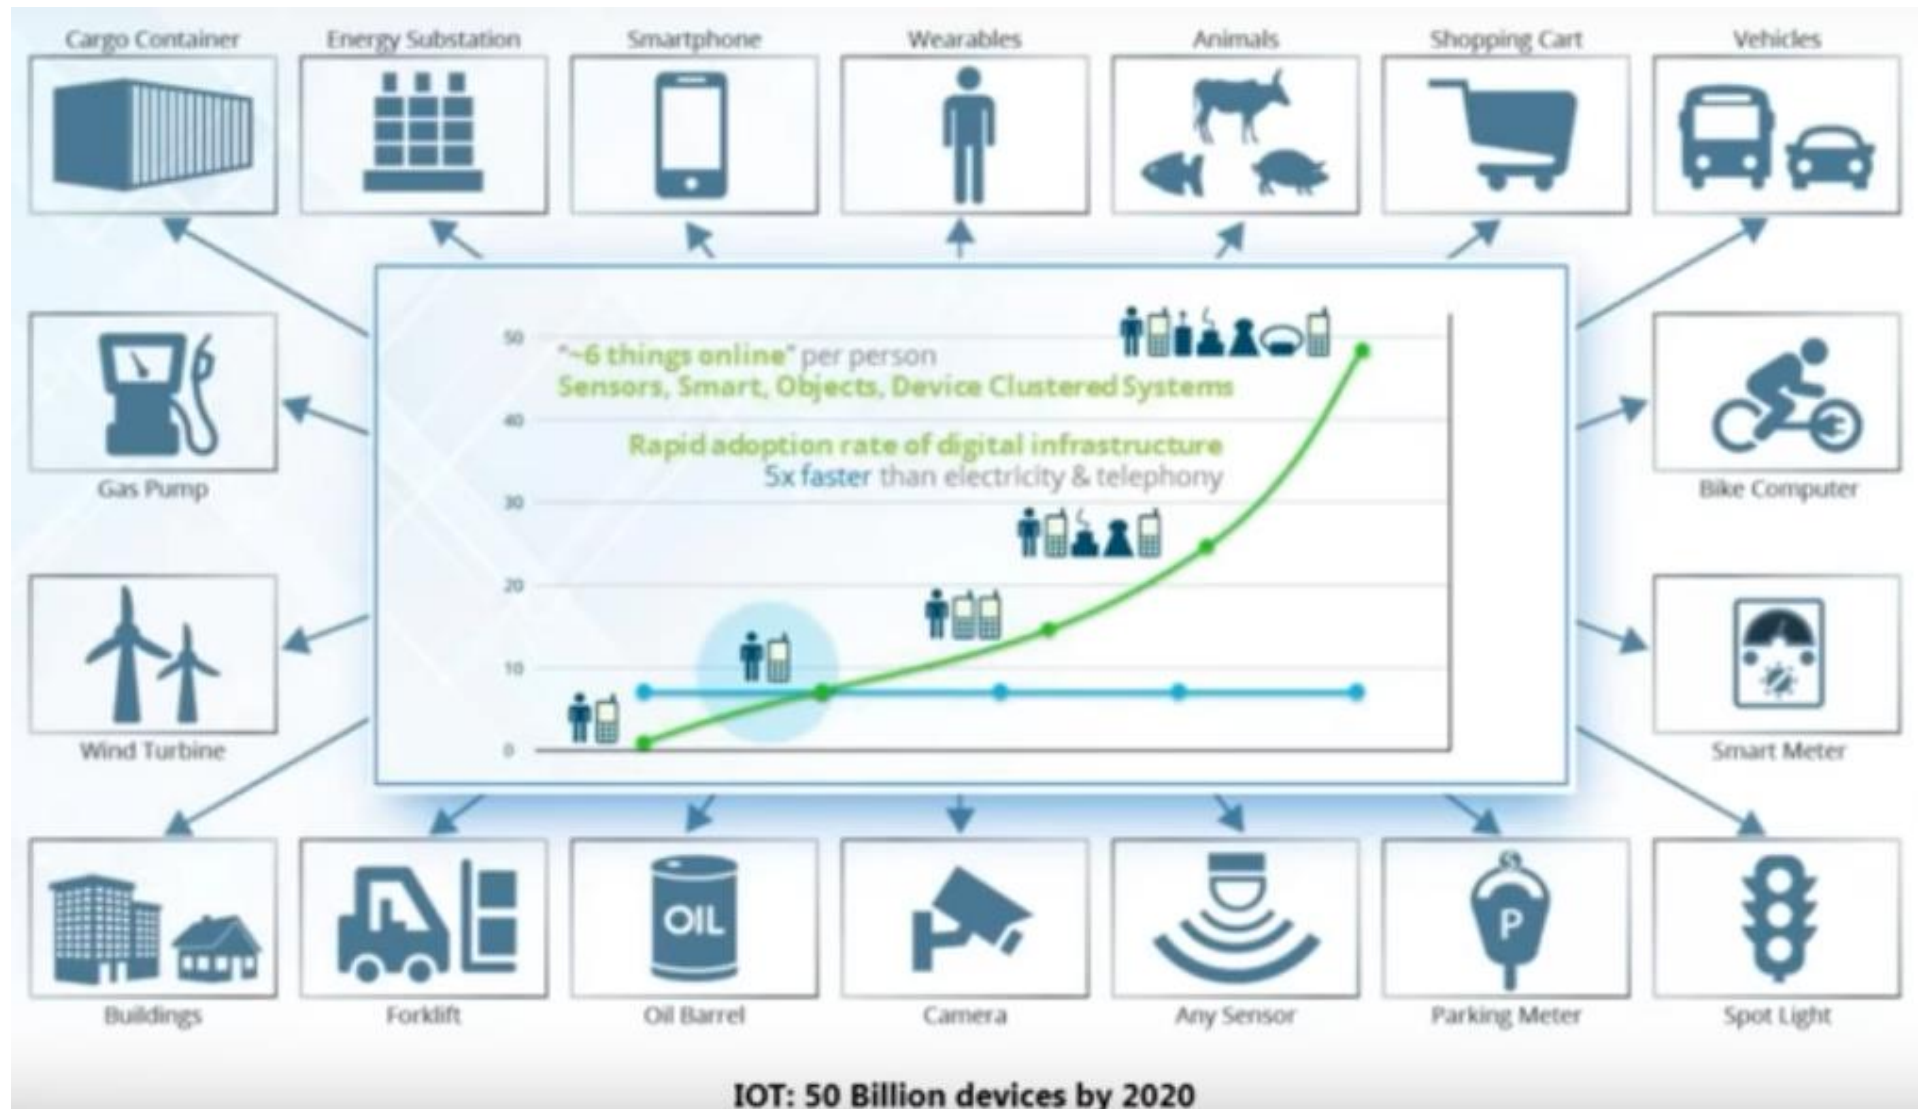 Cargo Container
Energy Substation
Smartphone
Wearables
Animals
Shopping Cart
Vehicles
50
"~6 things online" per person
Sensors, Smart, Objects, Device Clustered Systems
40
Rapid adoption rate of digital infrastructure
5x faster than electricity & telephony
30
20
10
0
Gas Pump
Bike Computer
Wind Turbine
Smart Meter
OIL
S
P
Buildings
Forklift
Oil Barrel
Camera
Any Sensor
Parking Meter
Spot Light
IOT: 50 Billion devices by 2020